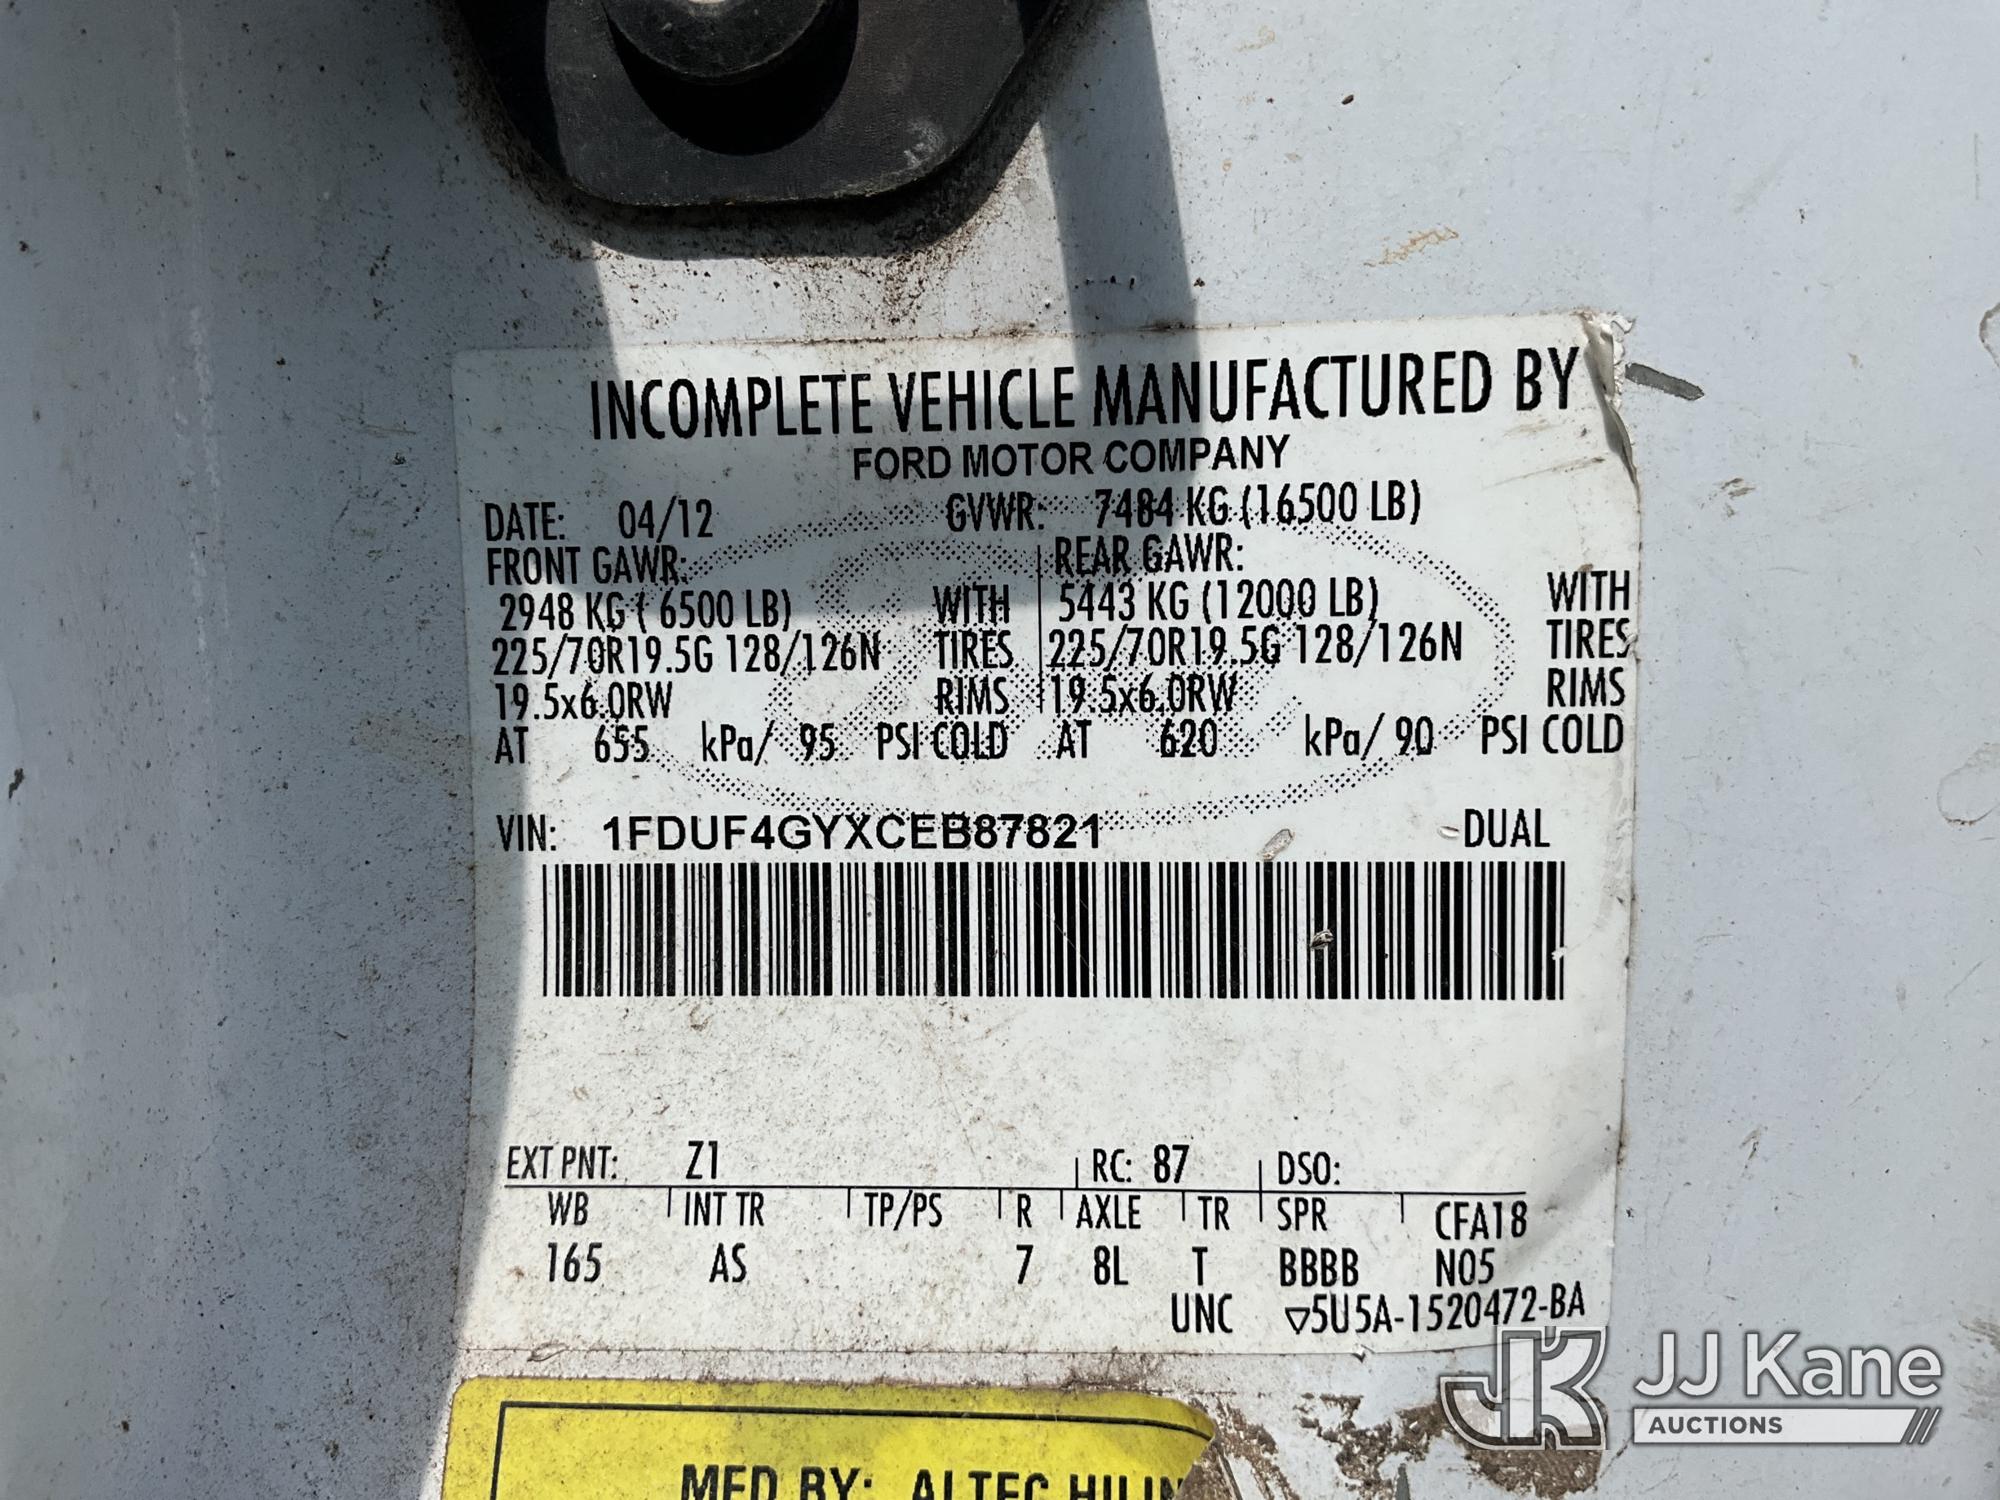 INCOMPLETE VEHICLE MANUFACTURED BY
FORD MOTOR COMPANY
DATE: 04/12 GVWR: 7484 KG (16500 LB)
FRONT GAWR: REAR GAWR:
2948 KG ( 6500 LB) WITH 5443 KG (12000 LB) WITH
225/70R19.5G 128/126N TIRES 225/70R19.5G 128/126N TIRES
19.5x6.0RW RIMS 19.5x6.0RW RIMS
AT 655 kPa/ 95 PSI COLD AT 620 kPa/ 90 PSI COLD
VIN: 1FDUF4GYXCEB87821 DUAL
EXT PNT: Z1 RC: 87 DSO:
WB INT TR TP/PS R AXLE TR SPR CFA18
165 AS 7 8L T BBBB N05
UNC ▽5U5A-1520472-BA
MFD BY: ALTEC
JJ Kane
AUCTIONS